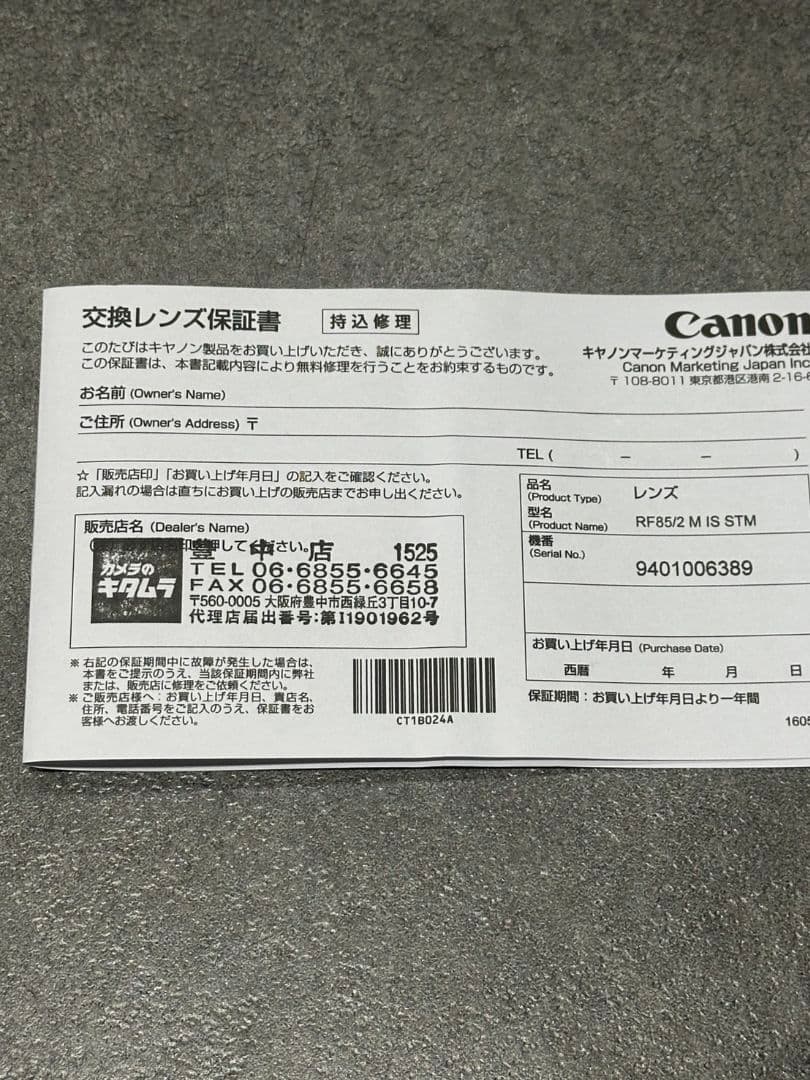 交換レンズ保証書 持込修理
Canon
キヤノンマーケティングジャパン株式会社
Canon Marketing Japan Inc
〒108-8011 東京都港区港南 2-16-6
このたびはキヤノン製品をお買い上げいただき、誠にありがとうございます。
この保証書は、本書記載内容により無料修理を行うことをお約束するものです。
お名前 (Owner's Name)
ご住所 (Owner's Address) 〒
TEL ( – – )
☆「販売店印」「お買い上げ年月日」の記入をご確認ください。
記入漏れの場合は直ちにお買い上げの販売店までお申し出ください。
販売店名 (Dealer's Name)
押してください。
カメラの
キタムラ
豊中店 1525
TEL 06・6855・6645
FAX 06・6855・6658
〒560-0005 大阪府豊中市西緑丘3丁目10-7
代理店届出番号:第I1901962号
品名
(Product Type) レンズ
型名
(Product Name) RF85/2 M IS STM
機番
(Serial No.)
9401006389
お買い上げ年月日 (Purchase Date)
西暦 年 月 日
保証期間：お買い上げ年月日より一年間
※ 右記の保証期間中に故障が発生した場合は、
本書をご提示のうえ、当該保証期間内に弊社
または、販売店に修理をご依頼ください。
※ ご販売店様へ：お買い上げ年月日、貴店名、
住所、電話番号をご記入のうえ、保証書をお
客様へお渡しください。
CT1B024A
1605